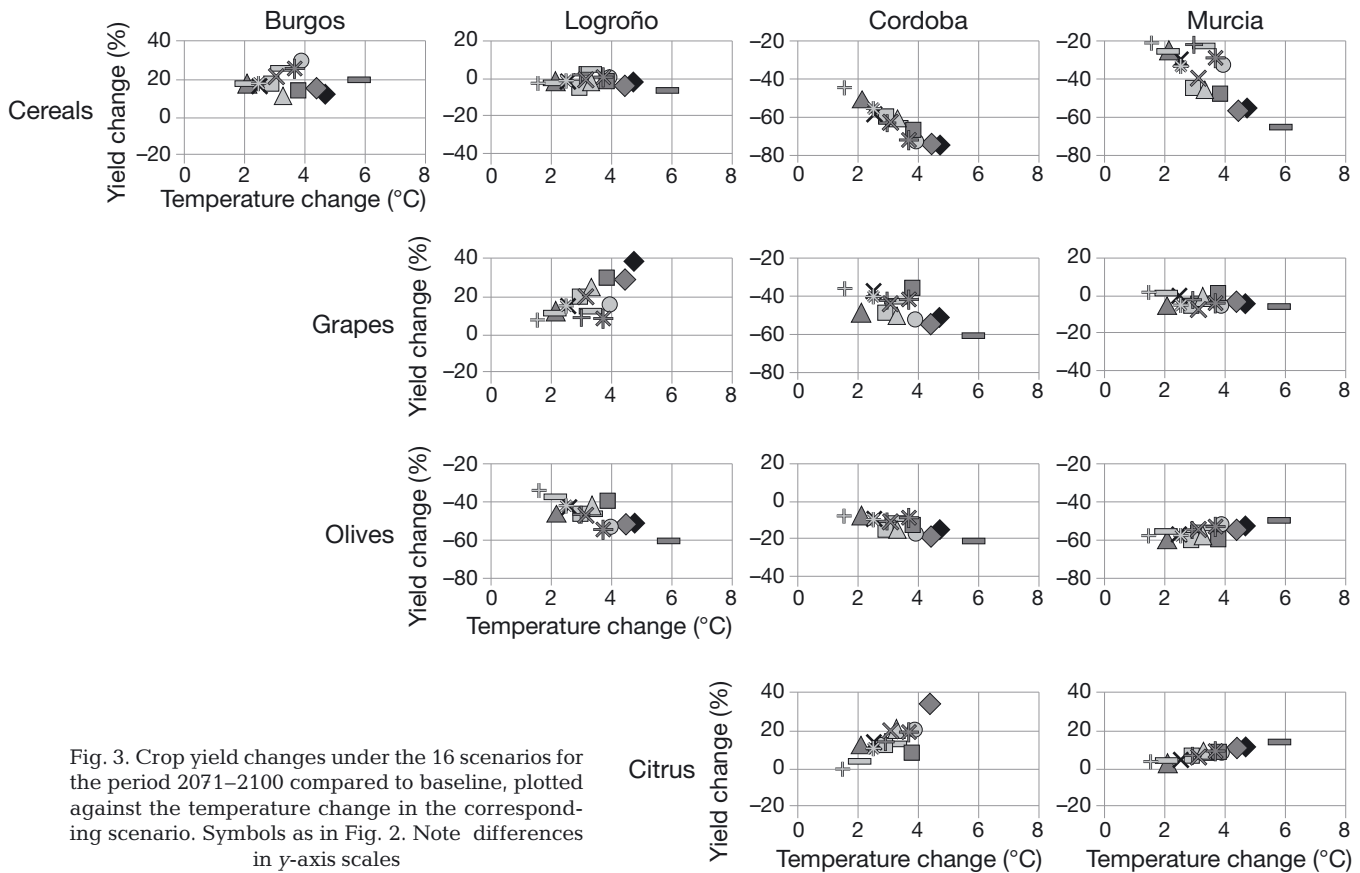 Burgos
Logroño
Cordoba
Murcia
Cereals
Yield change (%)
40
20
0
–20
0 2 4 6 8
Temperature change (°C)
20
0
–20
–40
0 2 4 6 8
–20
–40
–60
–80
0 2 4 6 8
–20
–40
–60
–80
0 2 4 6 8
Grapes
Yield change (%)
40
20
0
–20
0 2 4 6 8
–20
–40
–60
–80
0 2 4 6 8
20
0
–20
–40
0 2 4 6 8
Olives
Yield change (%)
–20
–40
–60
–80
0 2 4 6 8
Temperature change (°C)
20
0
–20
–40
0 2 4 6 8
–20
–40
–60
–80
0 2 4 6 8
Citrus
Yield change (%)
40
20
0
–20
0 2 4 6 8
Temperature change (°C)
40
20
0
–20
0 2 4 6 8
Temperature change (°C)
Fig. 3. Crop yield changes under the 16 scenarios for
the period 2071–2100 compared to baseline, plotted
against the temperature change in the correspond-
ing scenario. Symbols as in Fig. 2. Note differences
in y-axis scales